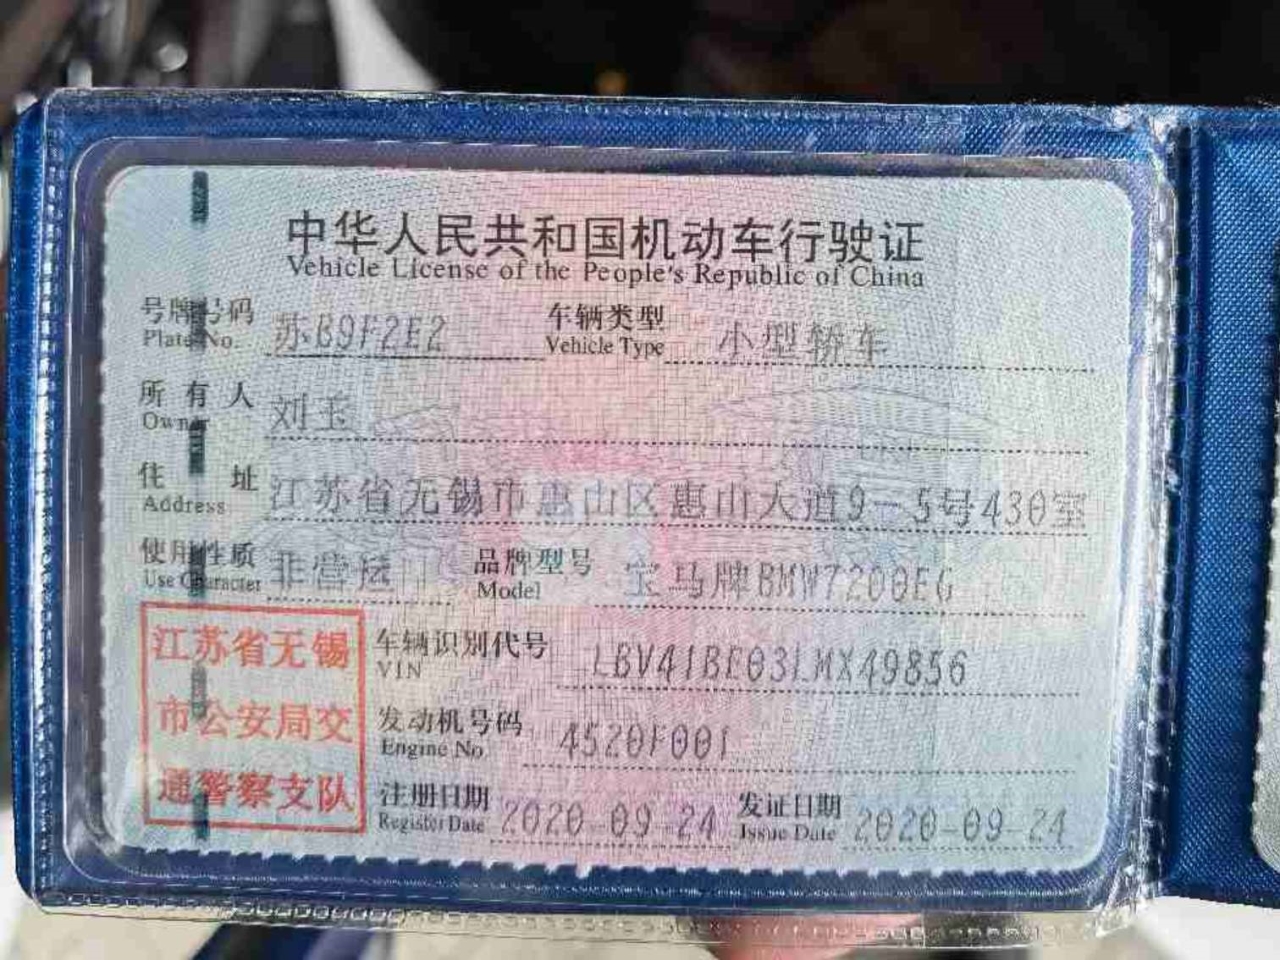 中华人民共和国机动车行驶证
Vehicle License of the People's Republic of China
号牌号码 苏B9F2E2 车辆类型 小型轿车
Plate No. Vehicle Type
所有人 刘玉
Owner
住址 江苏省无锡市惠山区惠山大道9-5号430室
Address
使用性质 非营运 品牌型号 宝马牌BMW7200EG
Use Character Model
江苏省无锡 车辆识别代号 LBV41BE03LMX49856
VIN
市公安局交 发动机号码 4520F001
Engine No.
通警察支队 注册日期 2020-09-24 发证日期 2020-09-24
Register Date Issue Date